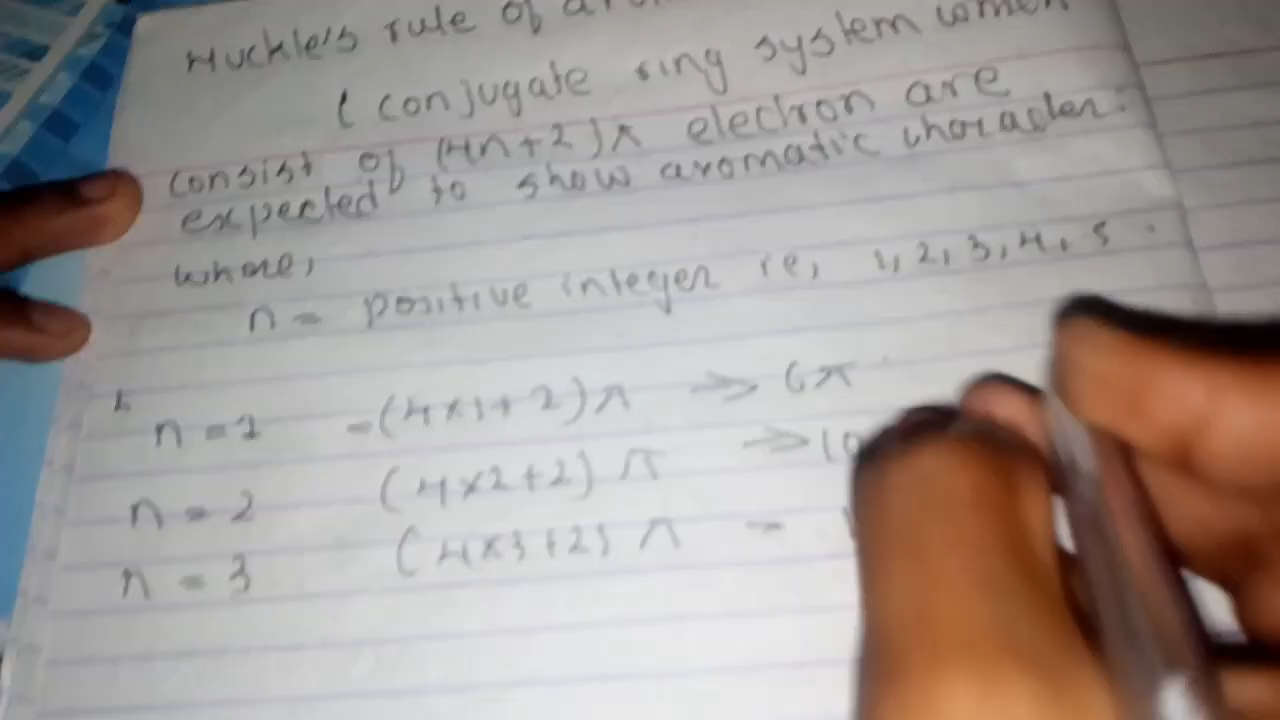 Huckle's rule of
( conjugate ring system which
consist of (4n+2)π electron are
expected to show aromatic character.
where,
n = positive integer ie, 1, 2, 3, 4, 5
n = 1 - (4×1+2)π → 6π
n = 2 (4×2+2) π → 10
n = 3 (4×3+2) π -